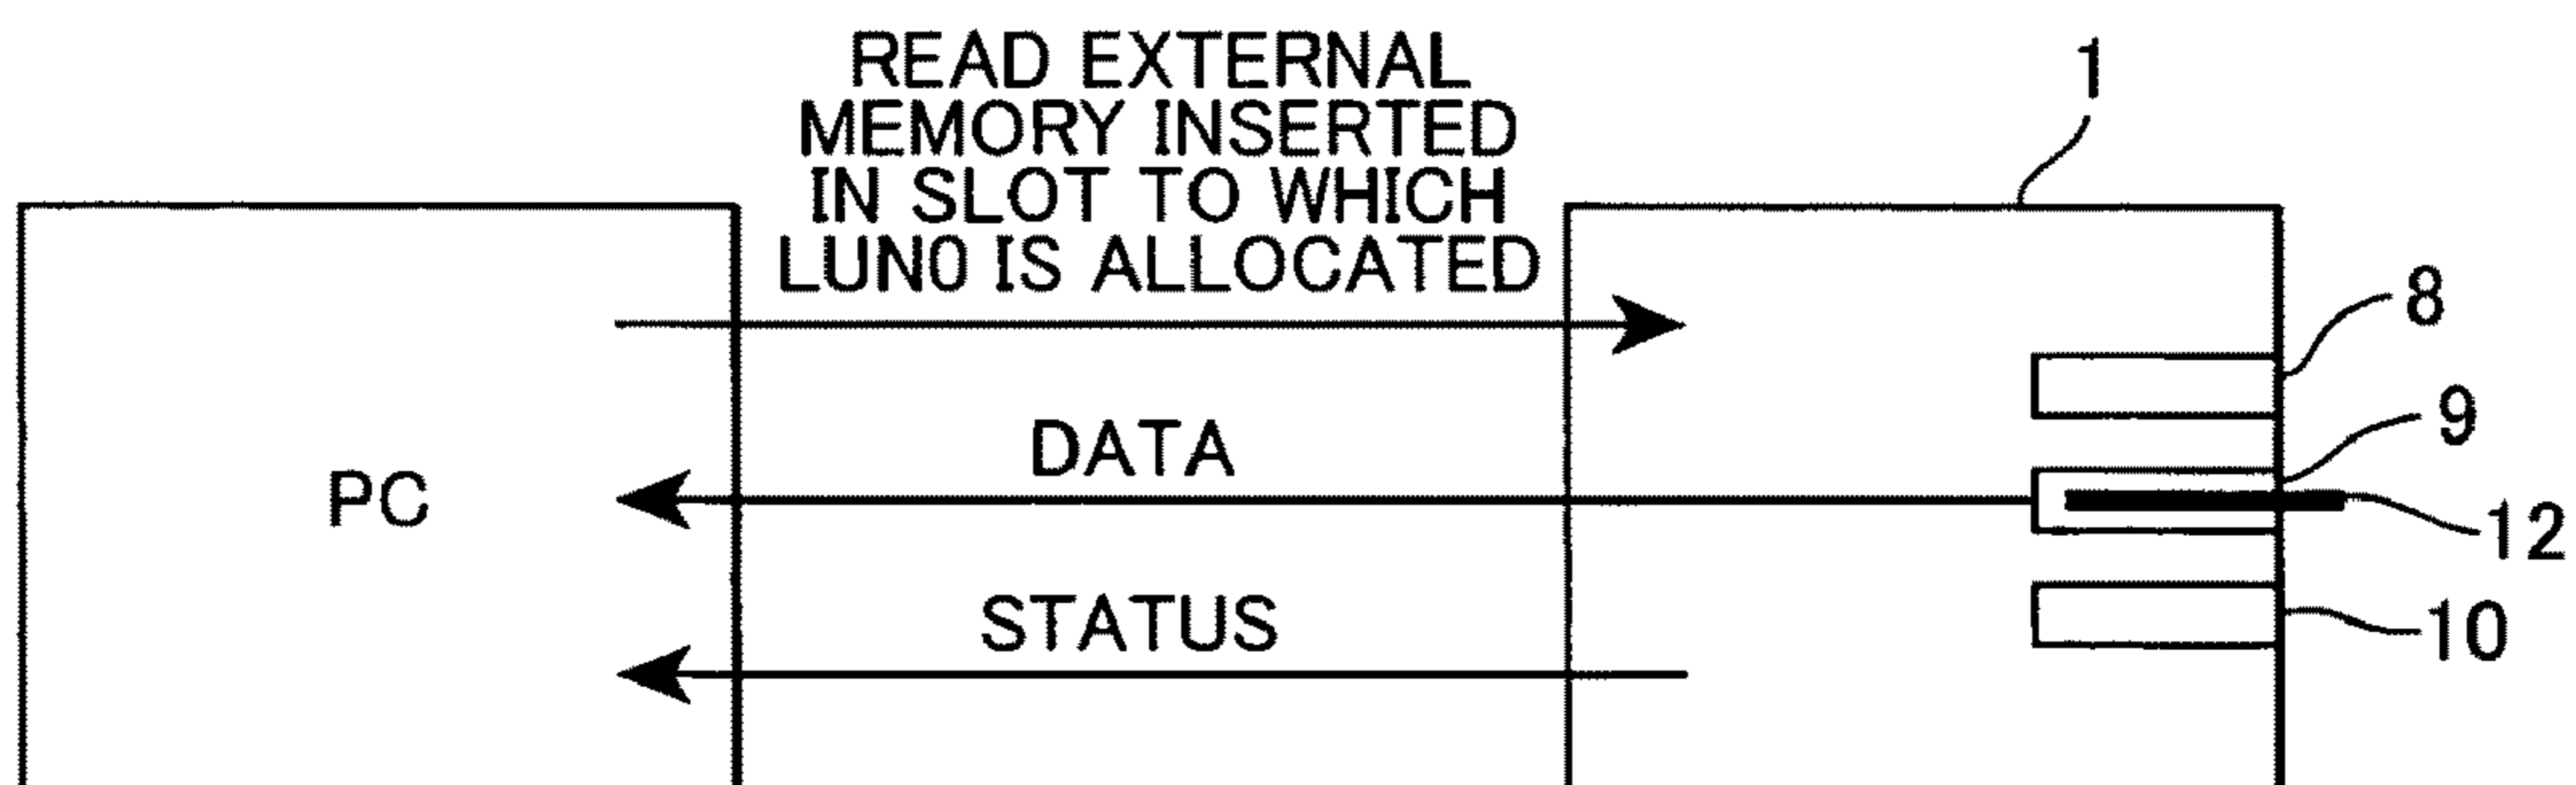 READ EXTERNAL
MEMORY INSERTED
IN SLOT TO WHICH
LUN0 IS ALLOCATED
1
8
DATA
9
PC
12
STATUS
10